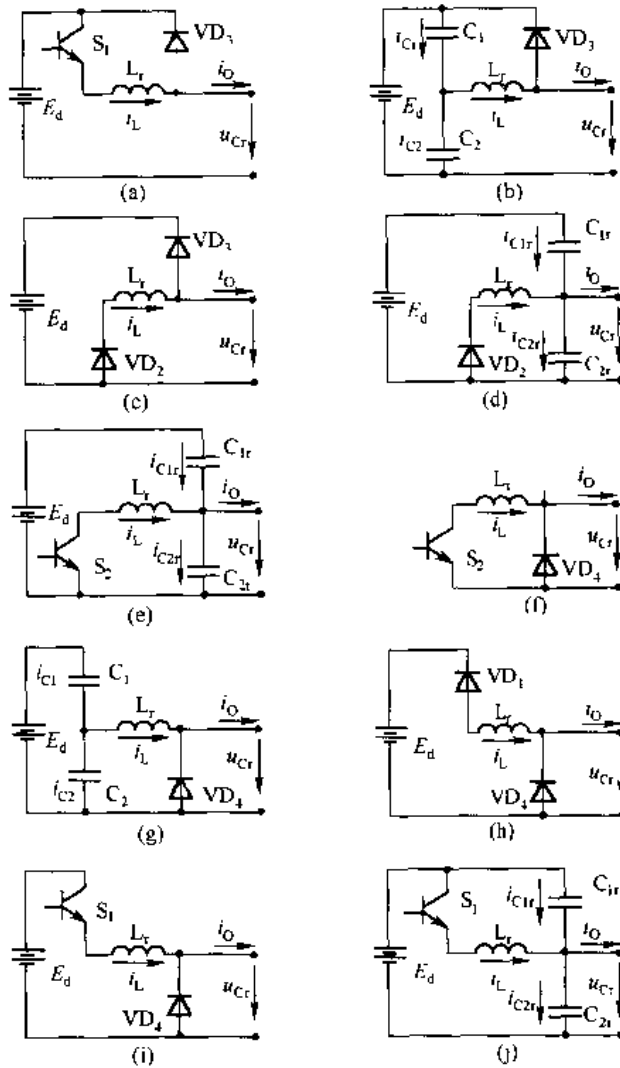 S1 VD3
Lr iO
Ed iL uCr
(a)
iCr C1 VD3
Lr iO
Ed iL
iC2 C2 uCr
(b)
VD3
Lr iO
Ed iL uCr
VD2
(c)
iC1r C1r
Lr iO
Ed iL iC2r uCr
VD2 C2r
(d)
iC1r C1r
Lr iO
Ed iL iC2r uCr
S2 C2r
(e)
Lr iO
iL uCr
S2 VD4
(f)
iC1 C1
Lr iO
Ed iL uCr
iC2 C2 VD4
(g)
VD1
Lr iO
Ed iL uCr
VD4
(h)
S1
Lr iO
Ed iL uCr
VD4
(i)
S1 iC1r C1r
Lr iO
Ed iL iC2r uCr
C2r
(j)